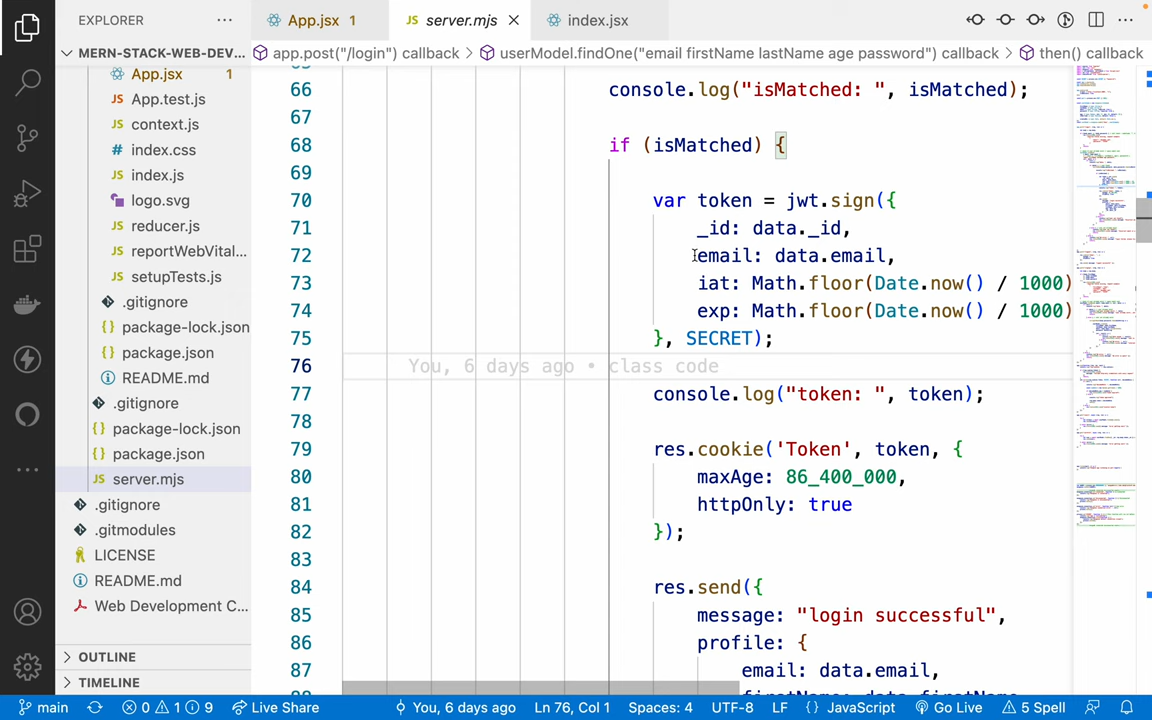 EXPLORER
App.jsx 1
server.mjs
index.jsx
MERN-STACK-WEB-DEV...
app.post("/login") callback
userModel.findOne("email firstName lastName age password") callback
then() callback
App.jsx 1
App.test.js
context.js
index.css
index.js
logo.svg
reducer.js
reportWebVital...
setupTests.js
.gitignore
package-lock.json
package.json
README.md
.gitignore
package-lock.json
package.json
server.mjs
.gitignore
.gitmodules
LICENSE
README.md
Web Development C...
OUTLINE
TIMELINE
66 console.log("isMatched: ", isMatched);
67
68 if (isMatched) {
69
70 var token = jwt.sign({
71 _id: data._id,
72 email: data.email,
73 iat: Math.floor(Date.now() / 1000)
74 exp: Math.floor(Date.now() / 1000)
75 }, SECRET);
76 You, 6 days ago • class code
77 console.log("token: ", token);
78
79 res.cookie('Token', token, {
80 maxAge: 86_400_000,
81 httpOnly: true
82 });
83
84 res.send({
85 message: "login successful",
86 profile: {
87 email: data.email,
main
0 1 9
Live Share
You, 6 days ago
Ln 76, Col 1
Spaces: 4
UTF-8
LF
{} JavaScript
Go Live
5 Spell